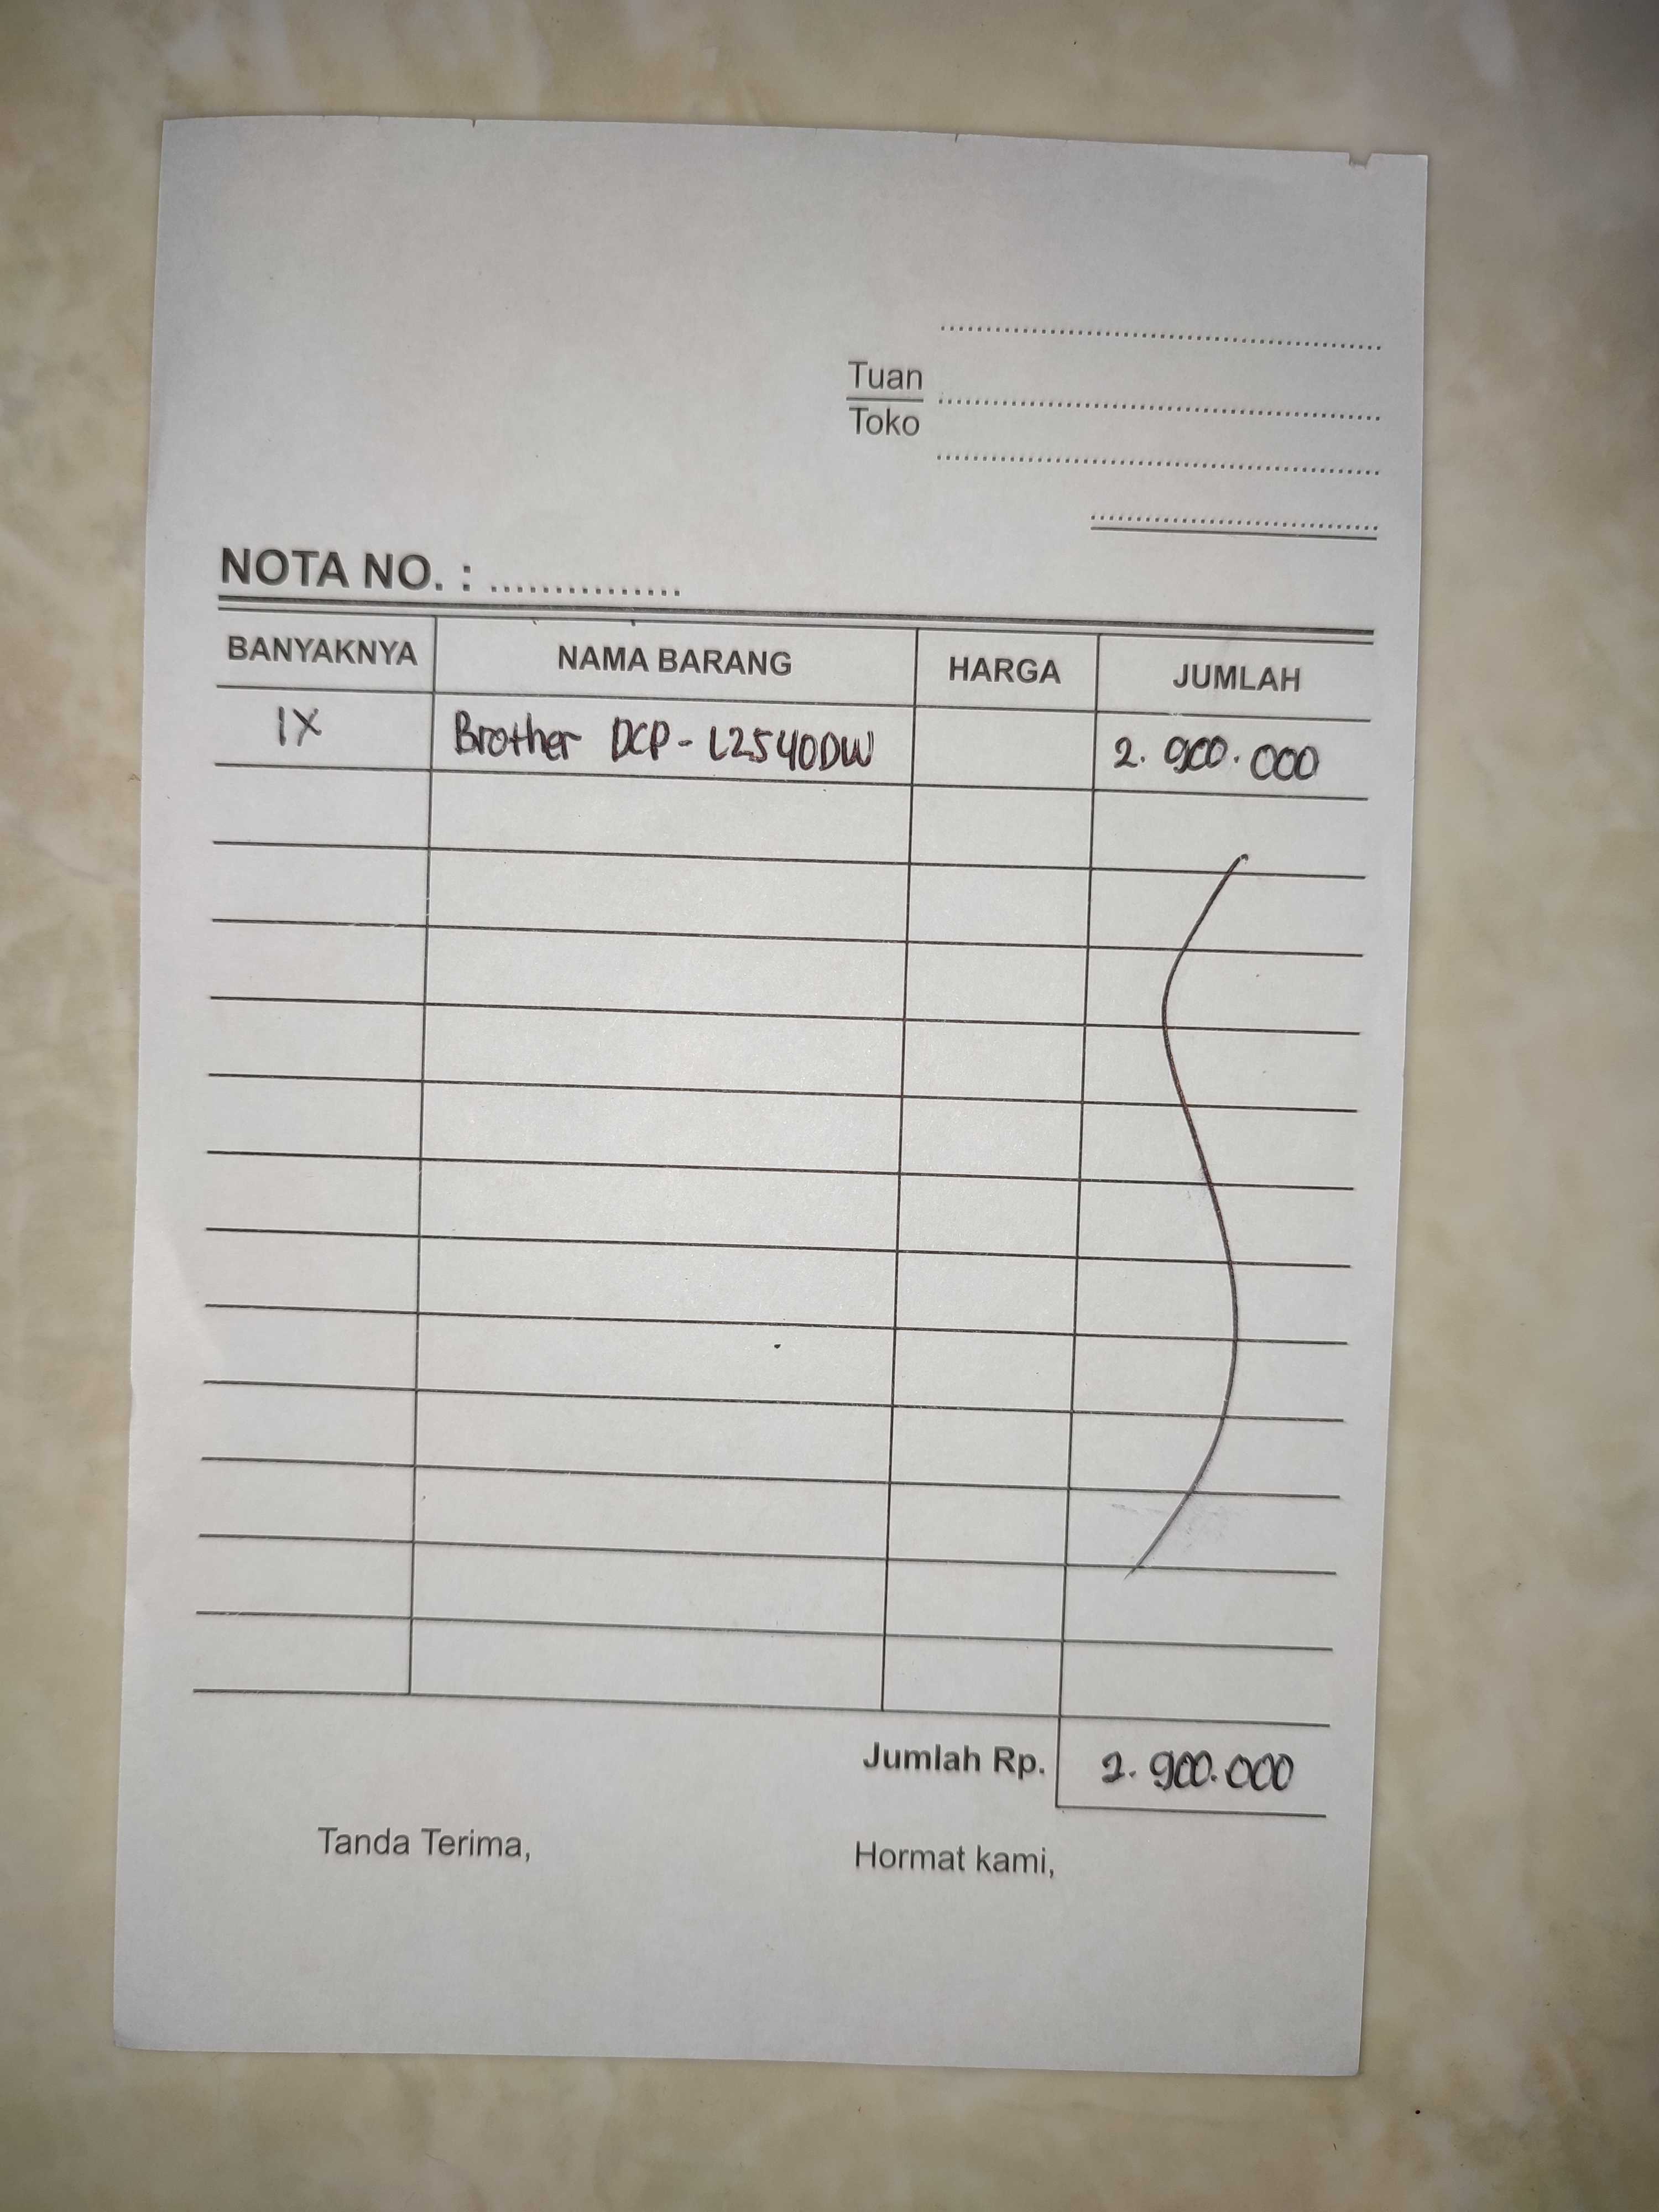 Tuan
Toko
NOTA NO. : ...............
BANYAKNYA NAMA BARANG HARGA JUMLAH
1X Brother DCP-L2540DW 2.900.000
Jumlah Rp. 2.900.000
Tanda Terima, Hormat kami,